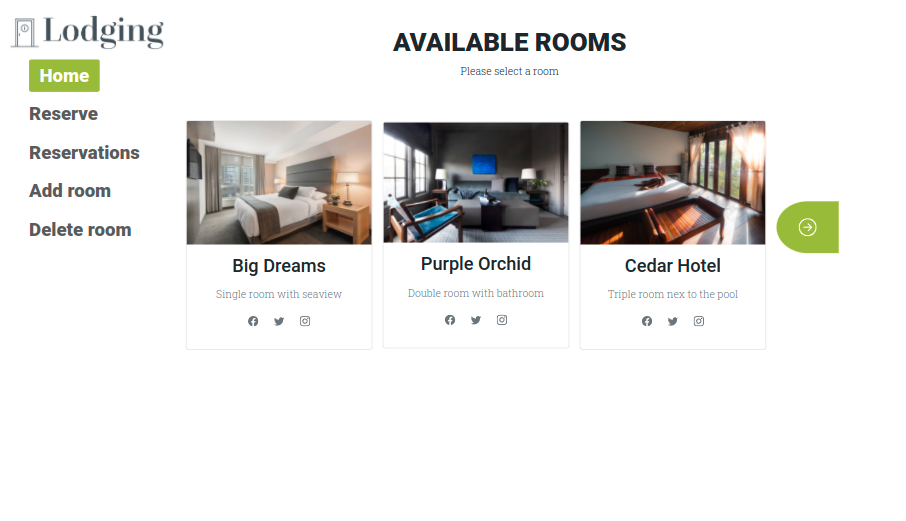 Lodging
Home
Reserve
Reservations
Add room
Delete room
AVAILABLE ROOMS
Please select a room
Big Dreams
Single room with seaview
Purple Orchid
Double room with bathroom
Cedar Hotel
Triple room nex to the pool